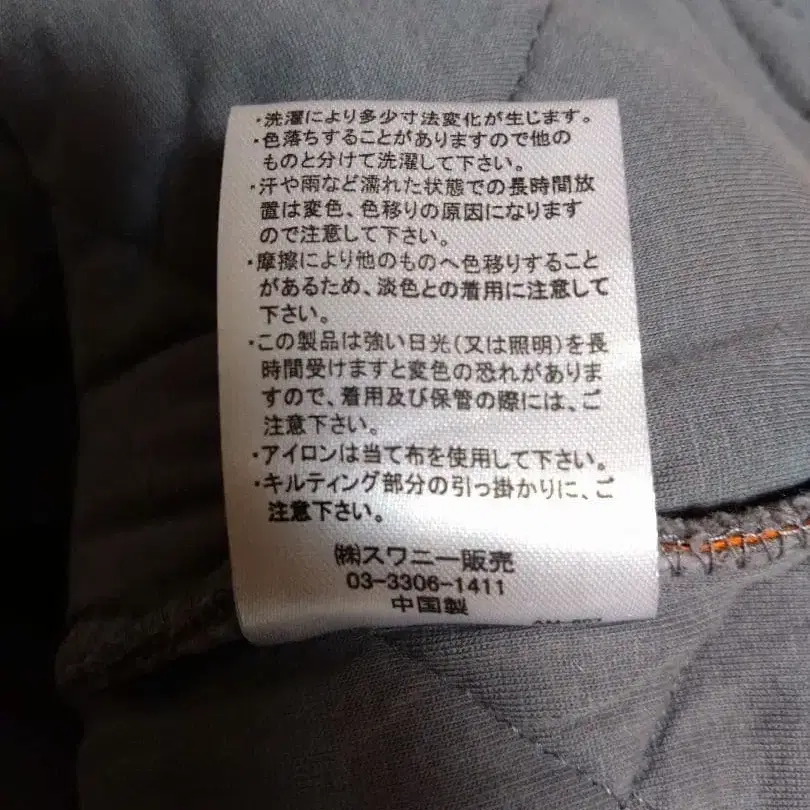 ・洗濯により多少寸法変化が生じます。
・色落ちすることがありますので他の
ものと分けて洗濯して下さい。
・汗や雨など濡れた状態での長時間放
置は変色、色移りの原因になります
ので注意して下さい。
・摩擦により他のものへ色移りすること
があるため、淡色との着用に注意して
下さい。
・この製品は強い日光(又は照明)を長
時間受けますと変色の恐れがありま
すので、着用及び保管の際には、ご
注意下さい。
・アイロンは当て布を使用して下さい。
・キルティング部分の引っ掛かりに、ご
注意下さい。
㈱スワニー販売
03-3306-1411
中国製